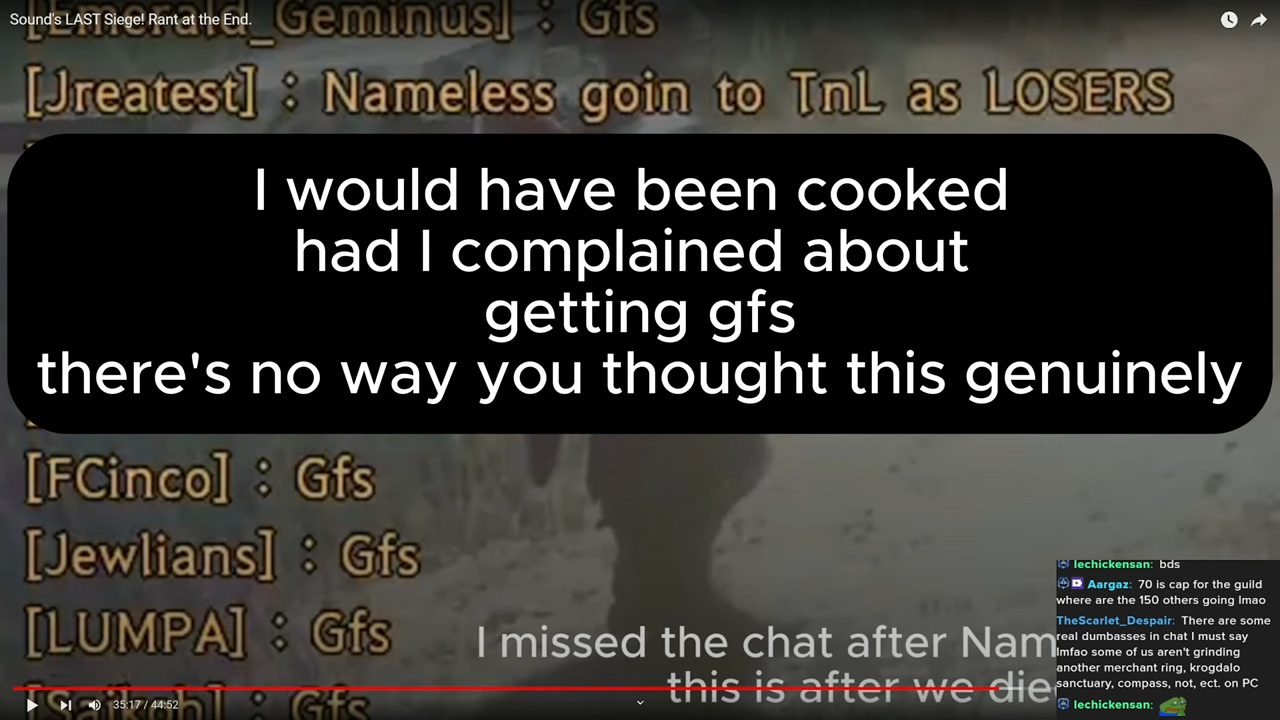 Sound's LAST Siege! Rant at the End.
[Emerald_Geminus] : Gfs
[Jreatest] : Nameless goin to TnL as LOSERS
I would have been cooked
had I complained about
getting gfs
there's no way you thought this genuinely
[FCinco] : Gfs
[Jewlians] : Gfs
[LUMPA] : Gfs
I missed the chat after Nam
this is after we die
lechickensan: bds
Aargaz: 70 is cap for the guild
where are the 150 others going lmao
TheScarlet_Despair: There are some
real dumbasses in chat I must say
lmfao some of us aren't grinding
another merchant ring, krogdalo
sanctuary, compass, not, ect. on PC
lechickensan:
Gfs
35:17 / 44:52